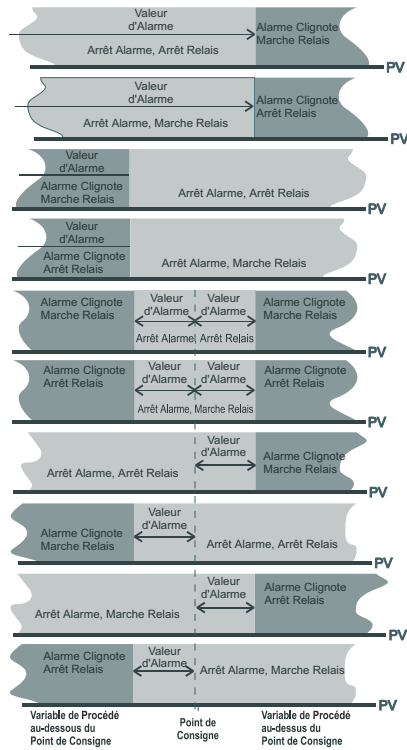 Valeur
d'Alarme
Arrêt Alarme, Arrêt Relais
Alarme Clignote
Marche Relais
PV
Valeur
d'Alarme
Arrêt Alarme, Marche Relais
Alarme Clignote
Arrêt Relais
PV
Valeur
d'Alarme
Alarme Clignote
Marche Relais
Arrêt Alarme, Arrêt Relais
PV
Valeur
d'Alarme
Alarme Clignote
Arrêt Relais
Arrêt Alarme, Marche Relais
PV
Alarme Clignote
Marche Relais
Valeur
d'Alarme
Valeur
d'Alarme
Arrêt Alarme, Arrêt Relais
Alarme Clignote
Marche Relais
PV
Alarme Clignote
Arrêt Relais
Valeur
d'Alarme
Valeur
d'Alarme
Arrêt Alarme, Marche Relais
Alarme Clignote
Arrêt Relais
PV
Arrêt Alarme, Arrêt Relais
Valeur
d'Alarme
Alarme Clignote
Marche Relais
PV
Alarme Clignote
Marche Relais
Valeur
d'Alarme
Arrêt Alarme, Arrêt Relais
PV
Arrêt Alarme, Marche Relais
Valeur
d'Alarme
Alarme Clignote
Arrêt Relais
PV
Alarme Clignote
Arrêt Relais
Valeur
d'Alarme
Arrêt Alarme, Marche Relais
PV
Variable de Procédé
au-dessous du
Point de Consigne
Point de
Consigne
Variable de Procédé
au-dessus du
Point de Consigne